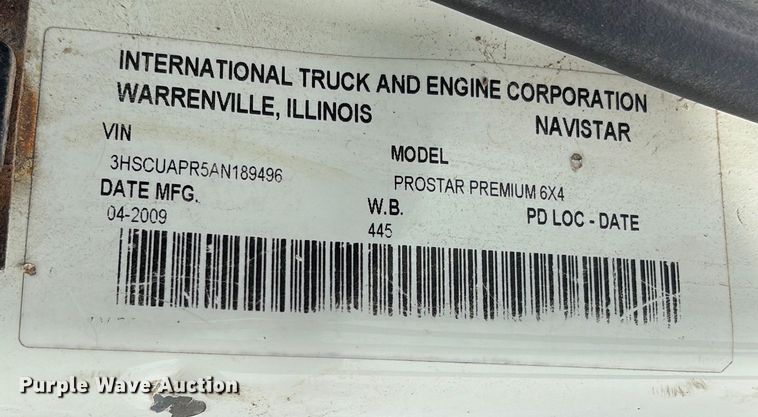 INTERNATIONAL TRUCK AND ENGINE CORPORATION
WARRENVILLE, ILLINOIS NAVISTAR
VIN MODEL
3HSCUAPR5AN189496 PROSTAR PREMIUM 6X4
DATE MFG. W.B. PD LOC - DATE
04-2009 445
Purple Wave Auction